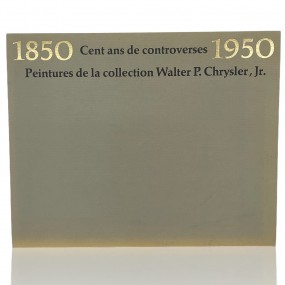 1850 Cent ans de controverses 1950
Peintures de la collection Walter P. Chrysler, Jr.